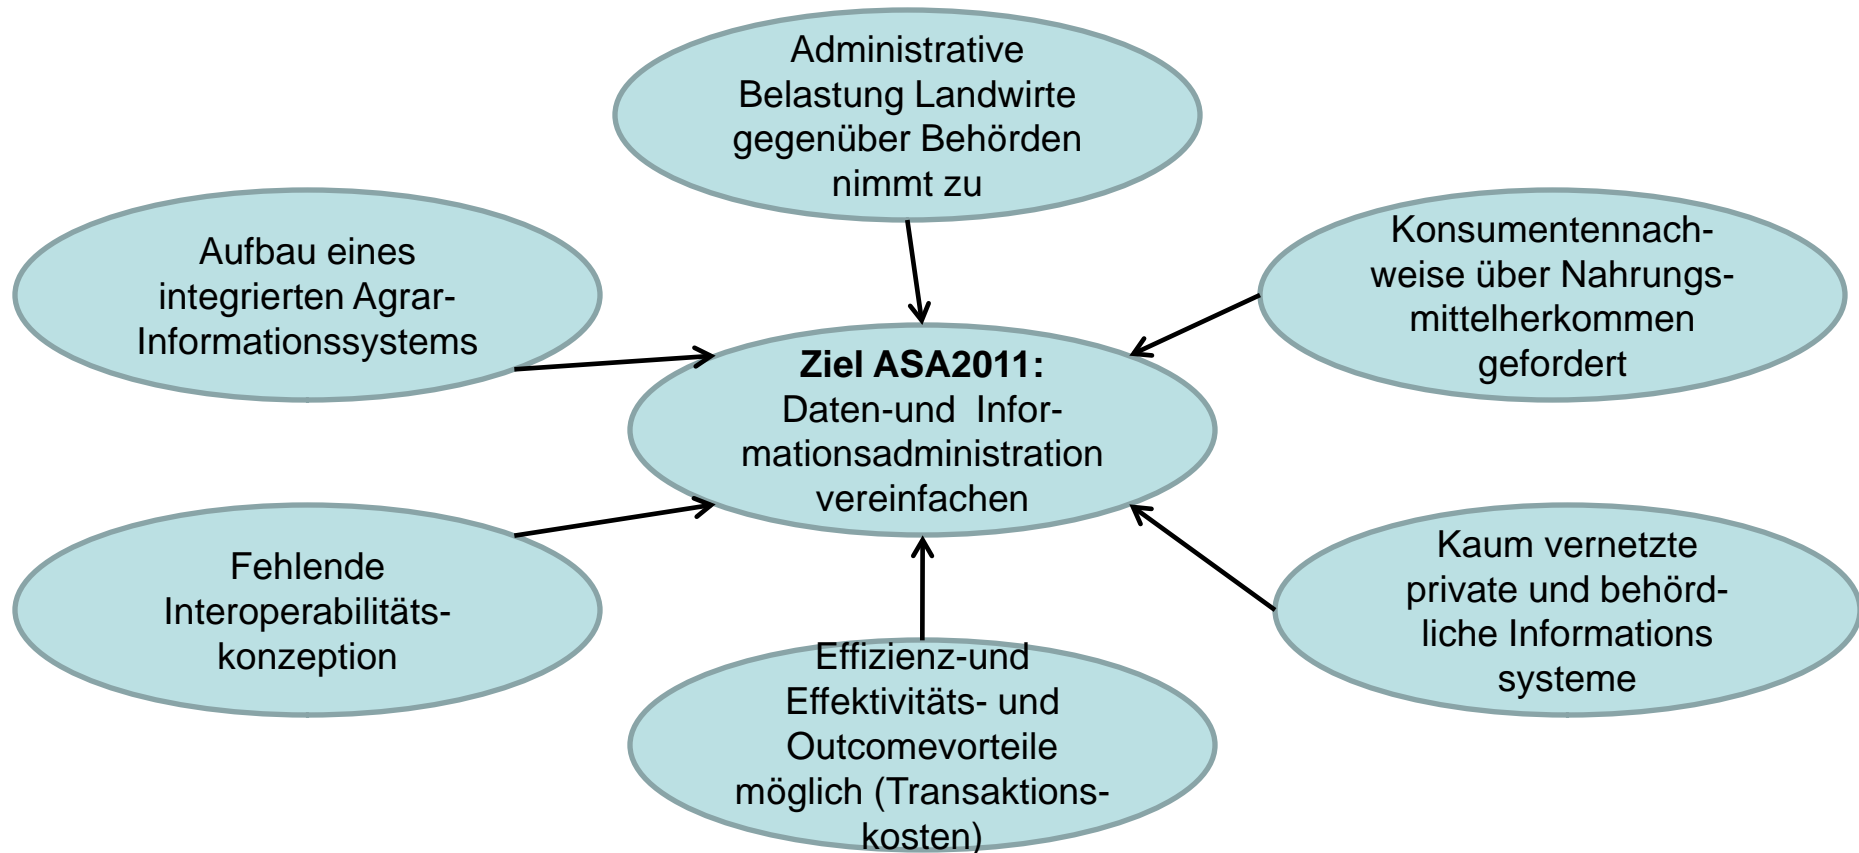 Administrative
Belastung Landwirte
gegenüber Behörden
nimmt zu
Aufbau eines
integrierten Agrar-
Informationssystems
Konsumentennach-
weise über Nahrungs-
mittelherkommen
gefordert
Ziel ASA2011:
Daten-und  Infor-
mationsadministration
vereinfachen
Fehlende
Interoperabilitäts-
konzeption
Kaum vernetzte
private und behörd-
liche Informations
systeme
Effizienz-und
Effektivitäts- und
Outcomevorteile
möglich (Transaktions-
kosten)